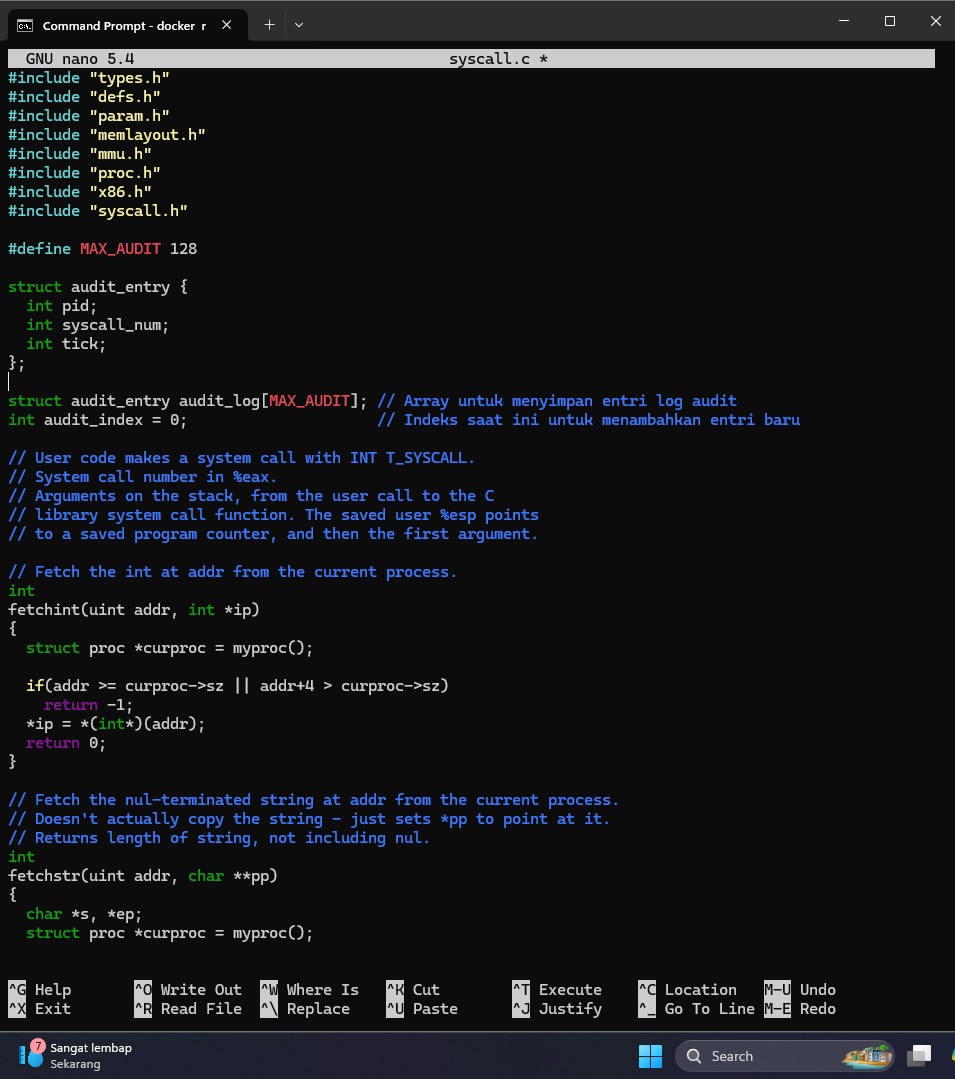 Command Prompt - docker r
GNU nano 5.4 syscall.c *
#include "types.h"
#include "defs.h"
#include "param.h"
#include "memlayout.h"
#include "mmu.h"
#include "proc.h"
#include "x86.h"
#include "syscall.h"

#define MAX_AUDIT 128

struct audit_entry {
  int pid;
  int syscall_num;
  int tick;
};

struct audit_entry audit_log[MAX_AUDIT]; // Array untuk menyimpan entri log audit
int audit_index = 0;                     // Indeks saat ini untuk menambahkan entri baru

// User code makes a system call with INT T_SYSCALL.
// System call number in %eax.
// Arguments on the stack, from the user call to the C
// library system call function. The saved user %esp points
// to a saved program counter, and then the first argument.

// Fetch the int at addr from the current process.
int
fetchint(uint addr, int *ip)
{
  struct proc *curproc = myproc();

  if(addr >= curproc->sz || addr+4 > curproc->sz)
    return -1;
  *ip = *(int*)(addr);
  return 0;
}

// Fetch the nul-terminated string at addr from the current process.
// Doesn't actually copy the string - just sets *pp to point at it.
// Returns length of string, not including nul.
int
fetchstr(uint addr, char **pp)
{
  char *s, *ep;
  struct proc *curproc = myproc();

^G Help ^O Write Out ^W Where Is ^K Cut ^T Execute ^C Location M-U Undo
^X Exit ^R Read File ^\ Replace ^U Paste ^J Justify ^_ Go To Line M-E Redo
7
Sangat lembap
Sekarang
Search